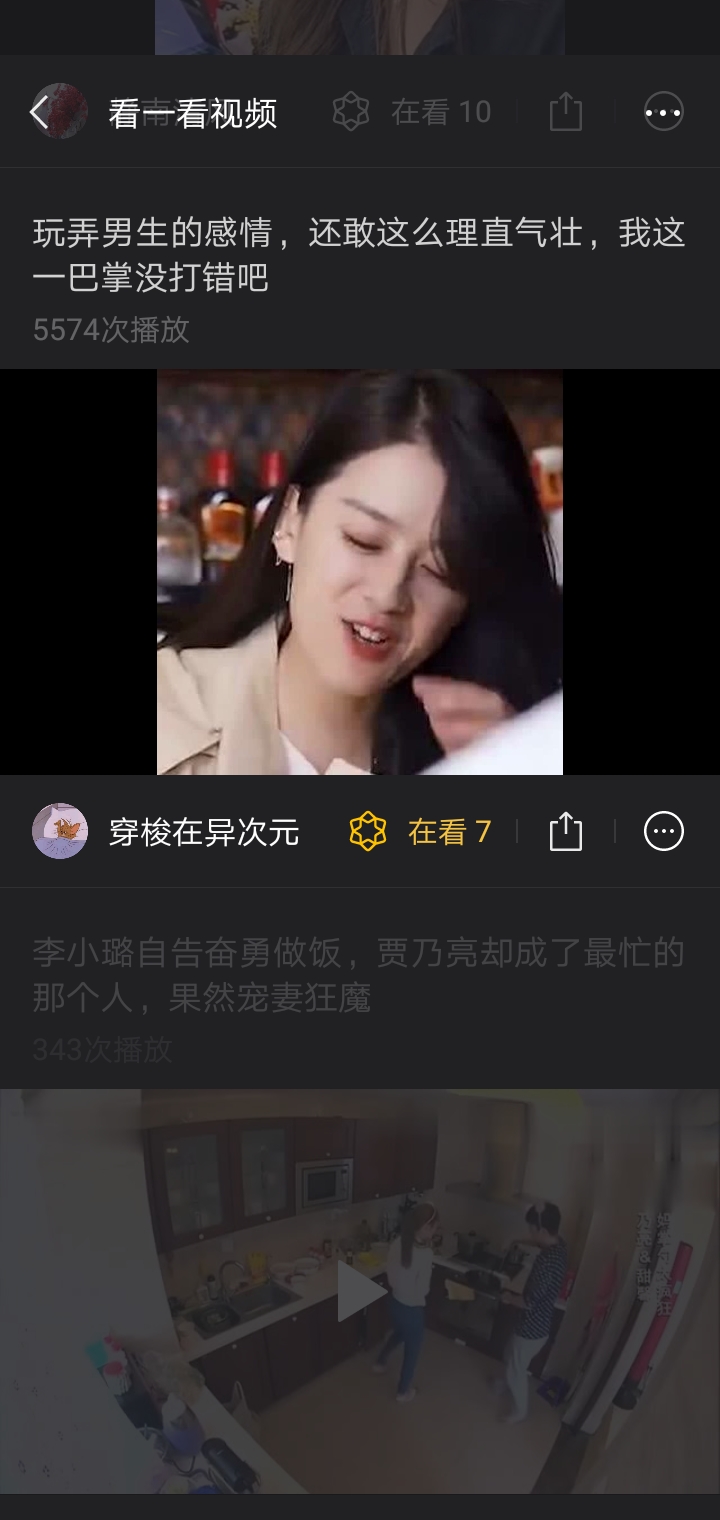 看一看视频
在看 10
玩弄男生的感情，还敢这么理直气壮，我这
一巴掌没打错吧
5574次播放
穿梭在异次元
在看 7
李小璐自告奋勇做饭，贾乃亮却成了最忙的
那个人，果然宠妻狂魔
343次播放
乃亮&甜馨